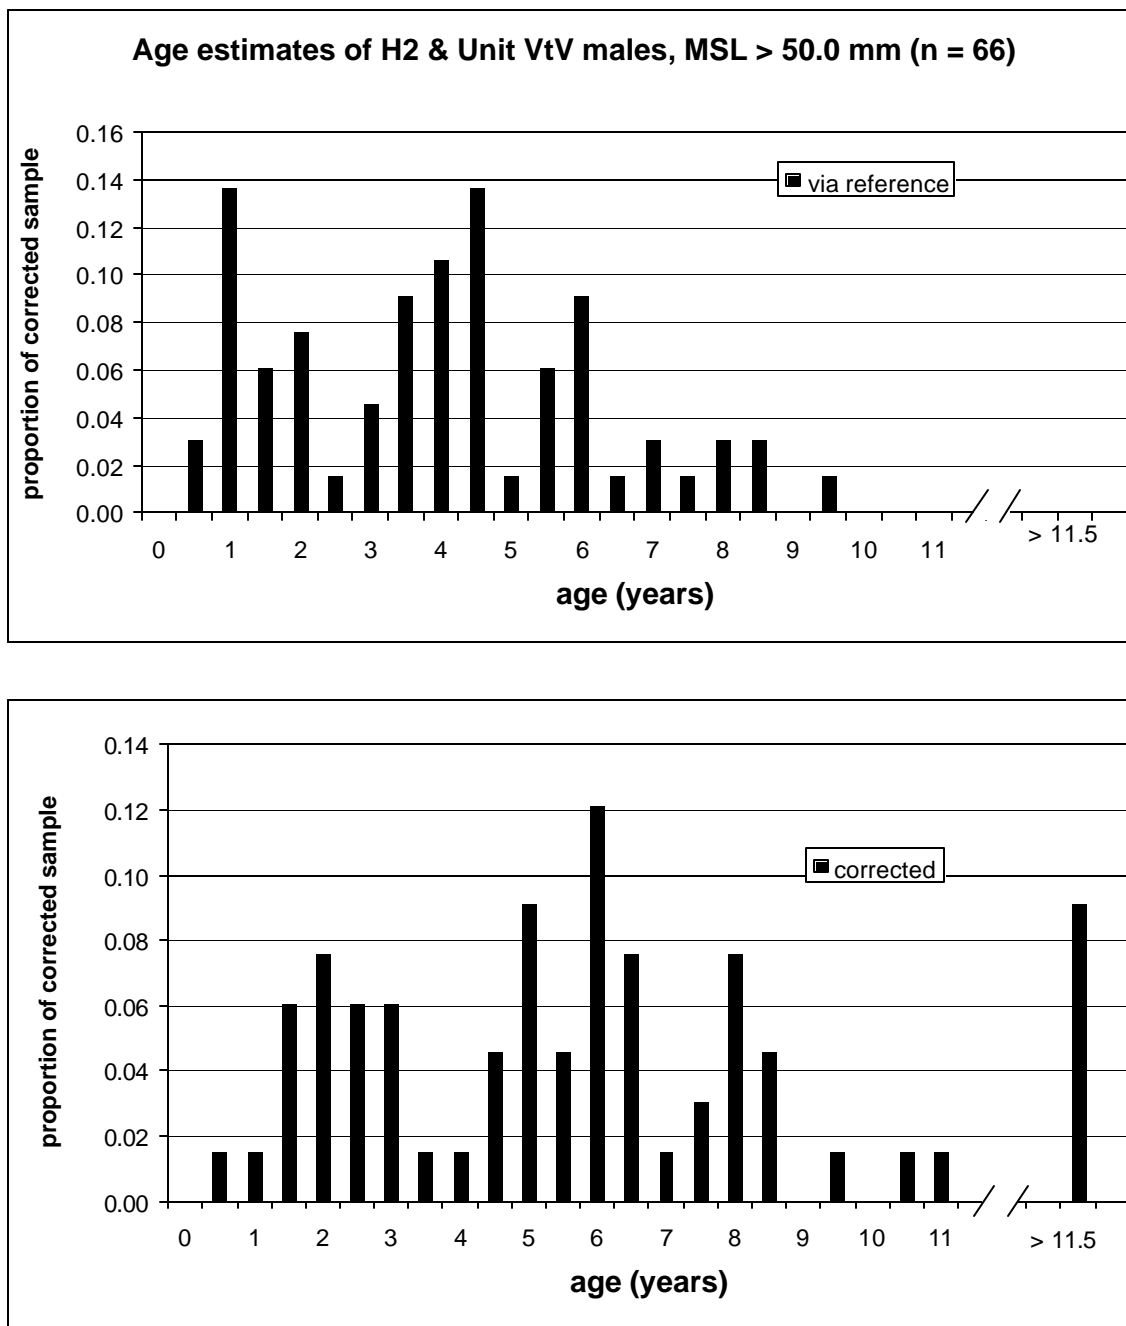 Age estimates of H2 & Unit VtV males, MSL > 50.0 mm (n = 66)
proportion of corrected sample
0.16
0.14
0.12
0.10
0.08
0.06
0.04
0.02
0.00
via reference
0 1 2 3 4 5 6 7 8 9 10 11 > 11.5
age (years)
proportion of corrected sample
0.14
0.12
0.10
0.08
0.06
0.04
0.02
0.00
corrected
0 1 2 3 4 5 6 7 8 9 10 11 > 11.5
age (years)